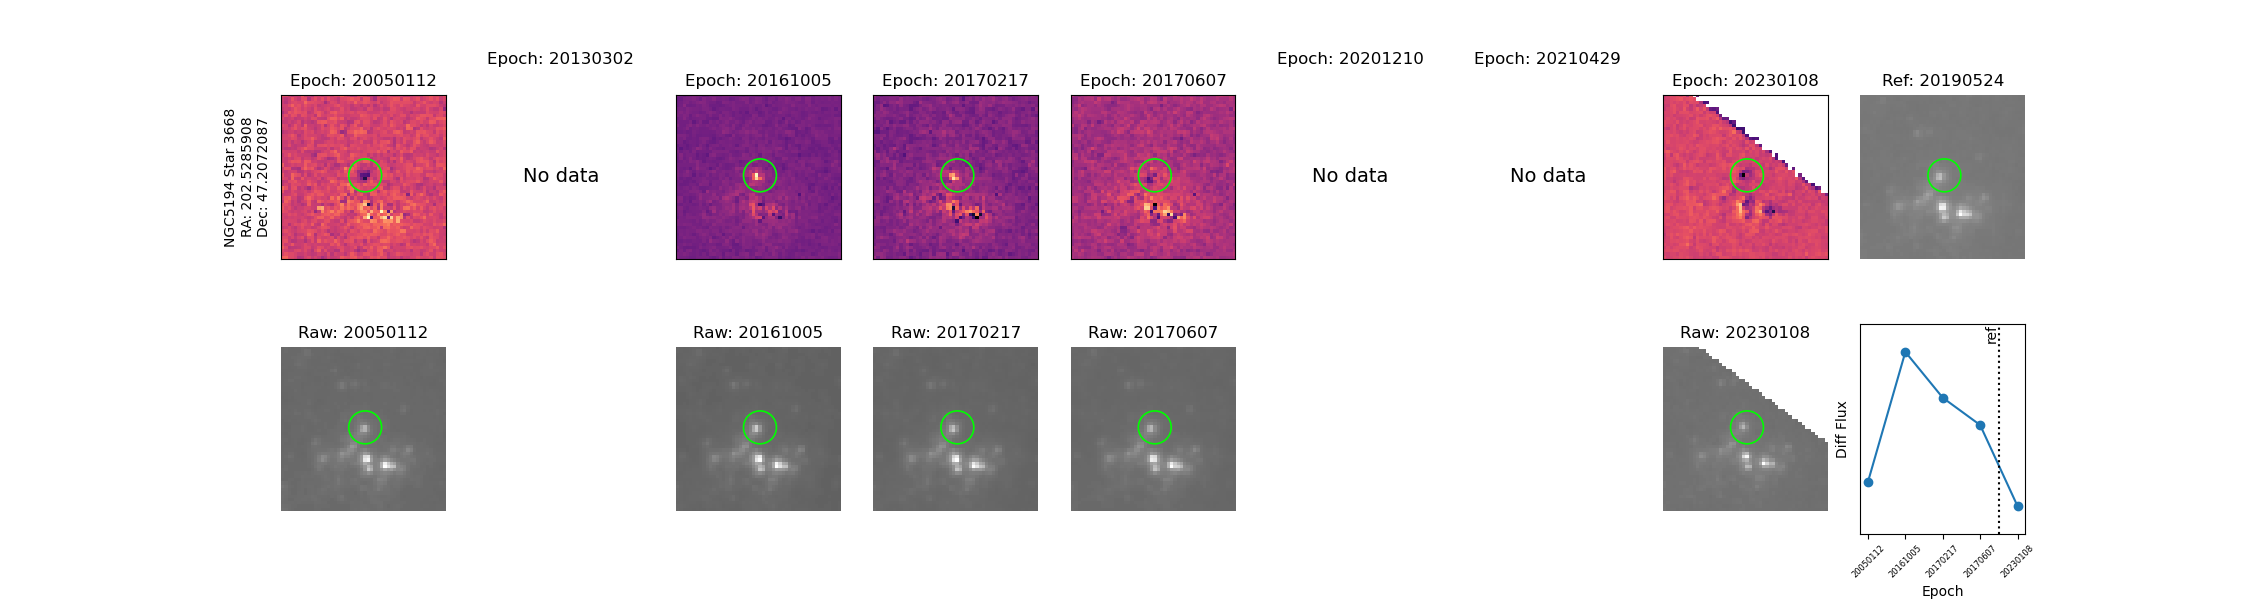 Epoch: 20130302
Epoch: 20201210
Epoch: 20210429
Epoch: 20050112
Epoch: 20161005
Epoch: 20170217
Epoch: 20170607
Epoch: 20230108
Ref: 20190524
NGC5194 Star 3668
RA: 202.5285908
Dec: 47.2072087
No data
No data
No data
Raw: 20050112
Raw: 20161005
Raw: 20170217
Raw: 20170607
Raw: 20230108
ref
Diff Flux
20050112
20161005
20170217
20170607
20230108
Epoch